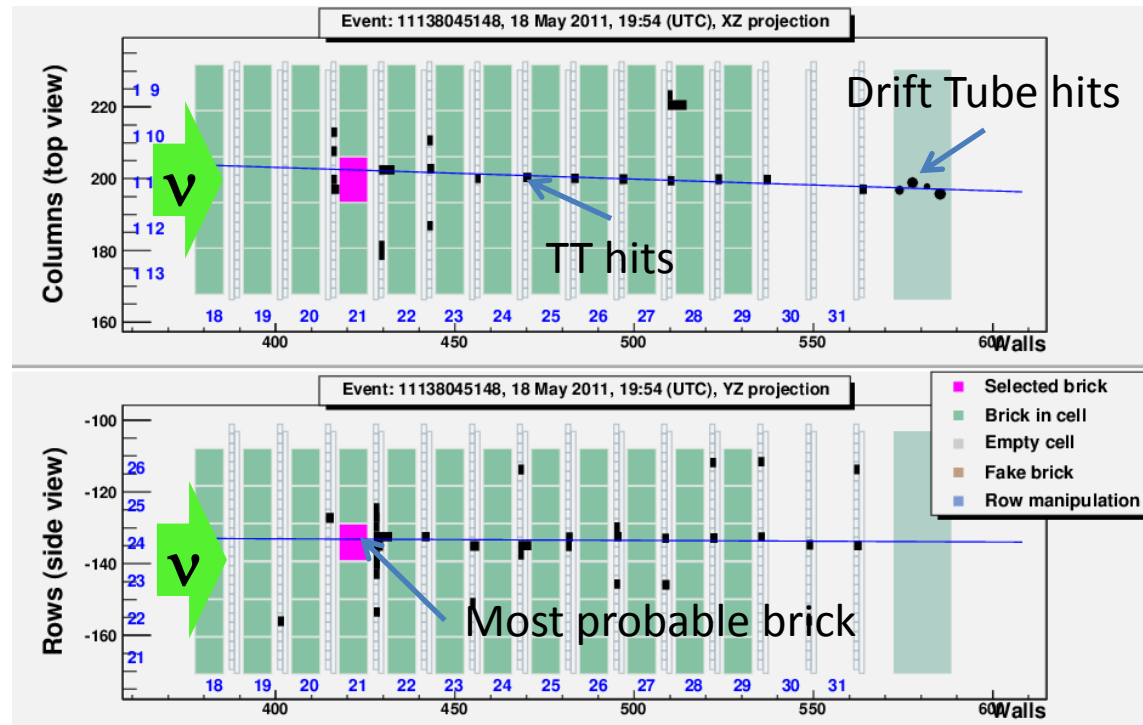 Event: 11138045148, 18 May 2011, 19:54 (UTC), XZ projection
Columns (top view)
220
200
180
160
1 9
1 10
11
1 12
1 13
ν
Drift Tube hits
TT hits
18 19 20 21 22 23 24 25 26 27 28 29 30 31
400 450 500 550 600
Walls
Event: 11138045148, 18 May 2011, 19:54 (UTC), YZ projection
Rows (side view)
-100
-120
-140
-160
26
25
24
23
22
21
ν
Most probable brick
Selected brick
Brick in cell
Empty cell
Fake brick
Row manipulation
18 19 20 21 22 23 24 25 26 27 28 29 30 31
400 450 500 550 600
Walls